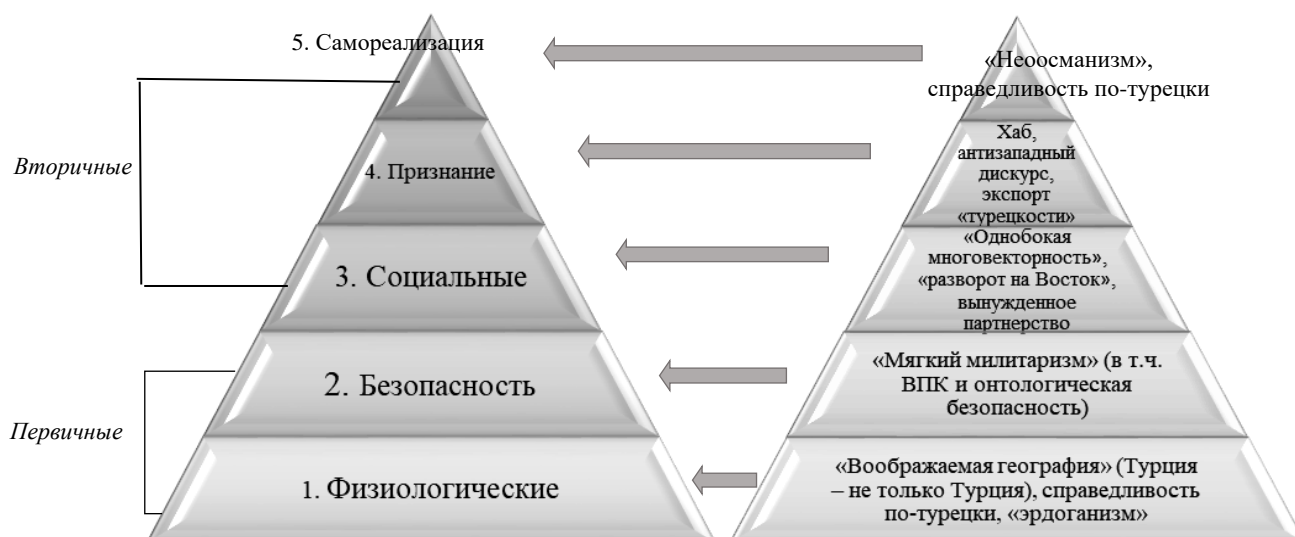 5. Самореализация
4. Признание
3. Социальные
2. Безопасность
1. Физиологические
Вторичные
Первичные
«Неоосманизм»,
справедливость по-турецки
Хаб,
антизападный
дискурс,
экспорт
«турецкости»
«Однобокая
многовекторность»,
«разворот на Восток»,
вынужденное
партнерство
«Мягкий милитаризм» (в т.ч.
ВПК и онтологическая
безопасность)
«Воображаемая география» (Турция
– не только Турция), справедливость
по-турецки, «эрдоганизм»